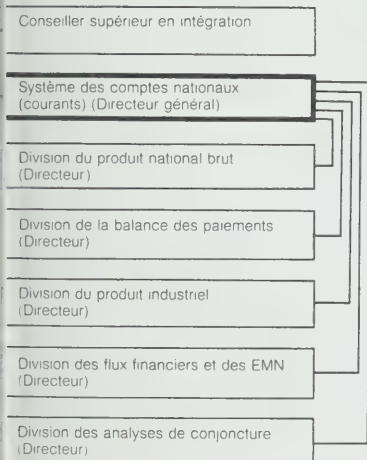 Conseiller supérieur en intégration
Système des comptes nationaux
(courants) (Directeur général)
Division du produit national brut
(Directeur)
Division de la balance des paiements
(Directeur)
Division du produit industriel
(Directeur)
Division des flux financiers et des EMN
(Directeur)
Division des analyses de conjoncture
(Directeur)